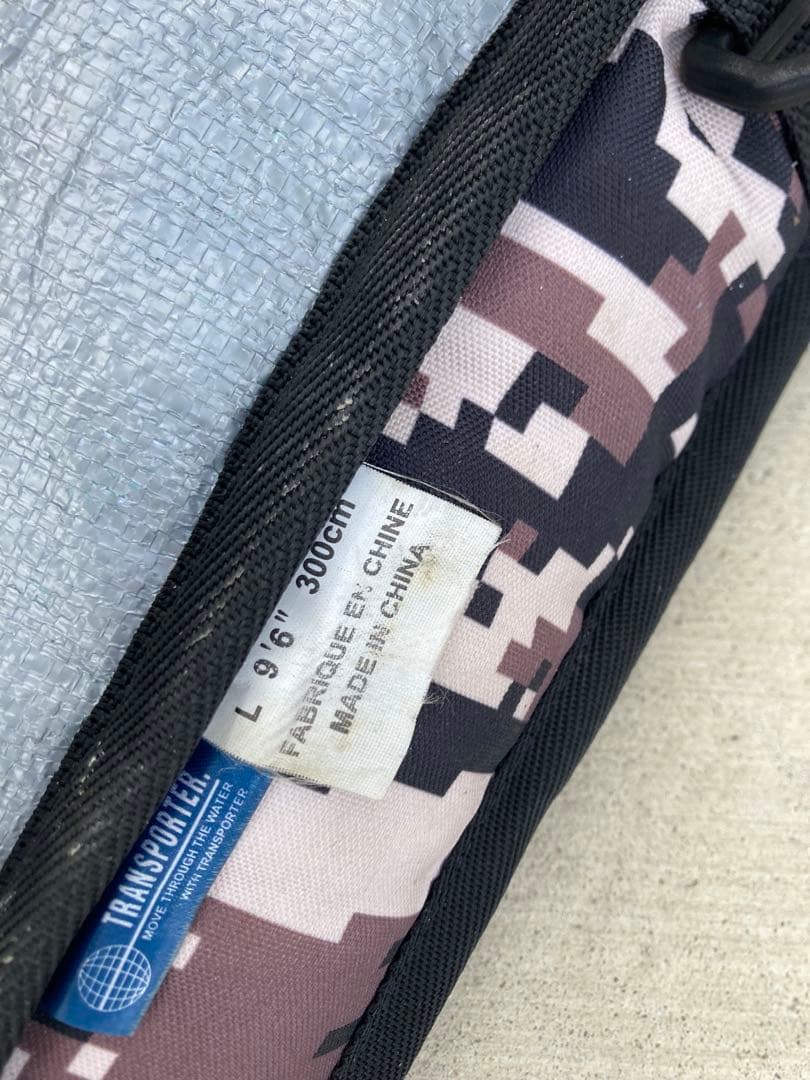 L 9'6" 300cm
FABRIQUE EN CHINE
MADE IN CHINA
TRANSPORTER.
MOVE THROUGH THE WATER
WITH TRANSPORTER